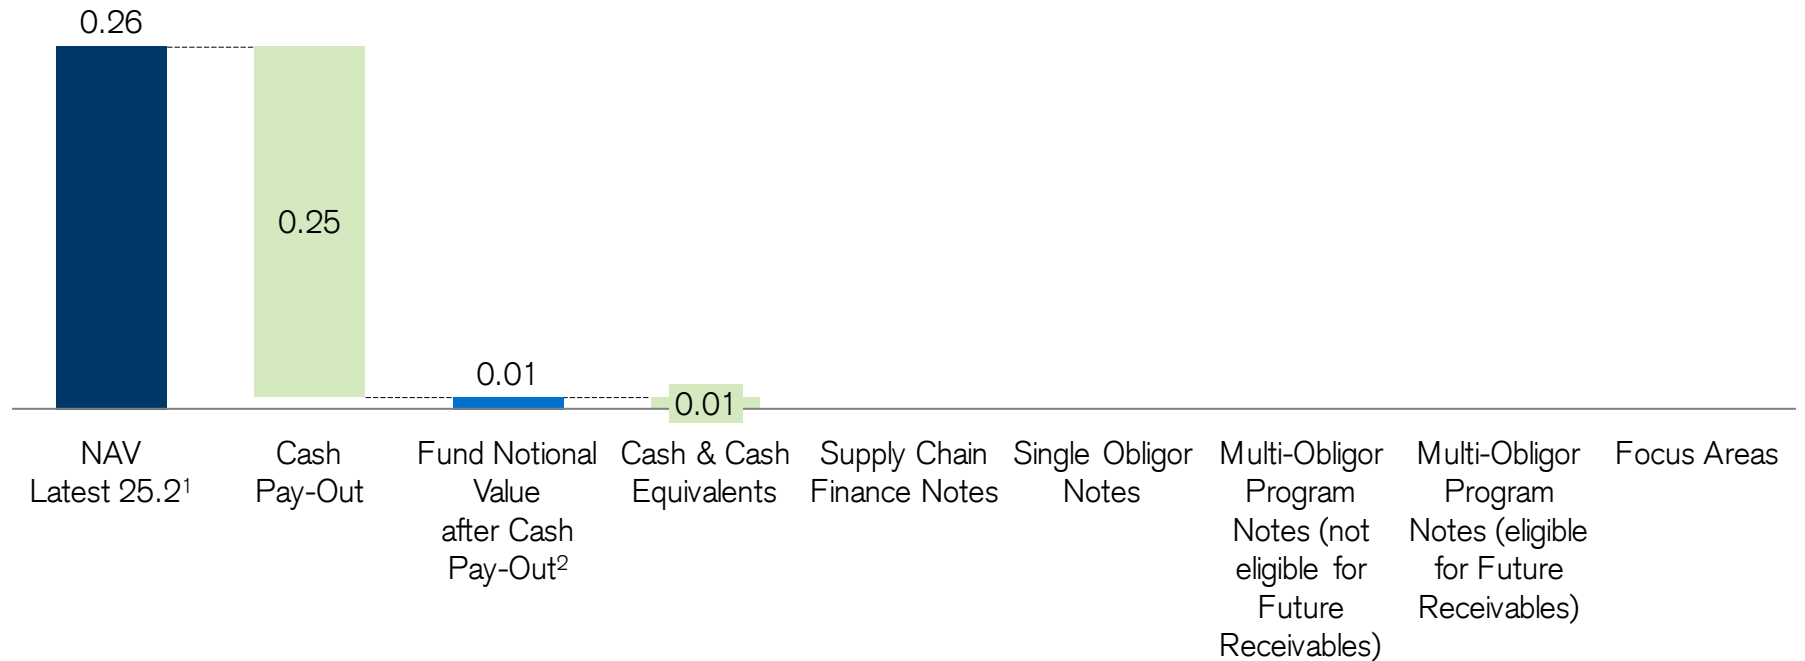 0.26
0.25
0.01
0.01
NAV
Latest 25.2¹
Cash
Pay-Out
Fund Notional
Value
after Cash
Pay-Out²
Cash & Cash
Equivalents
Supply Chain
Finance Notes
Single Obligor
Notes
Multi-Obligor
Program
Notes (not
eligible for
Future
Receivables)
Multi-Obligor
Program
Notes (eligible
for Future
Receivables)
Focus Areas